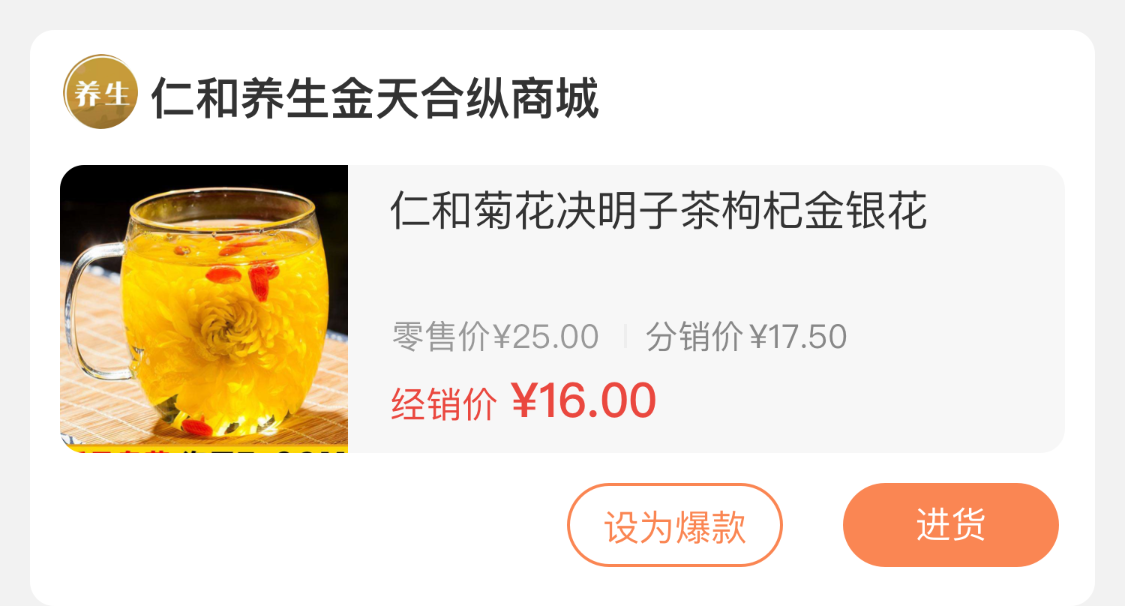 养生
仁和养生金天合纵商城
仁和菊花决明子茶枸杞金银花
零售价¥25.00
分销价¥17.50
经销价 ¥16.00
设为爆款
进货